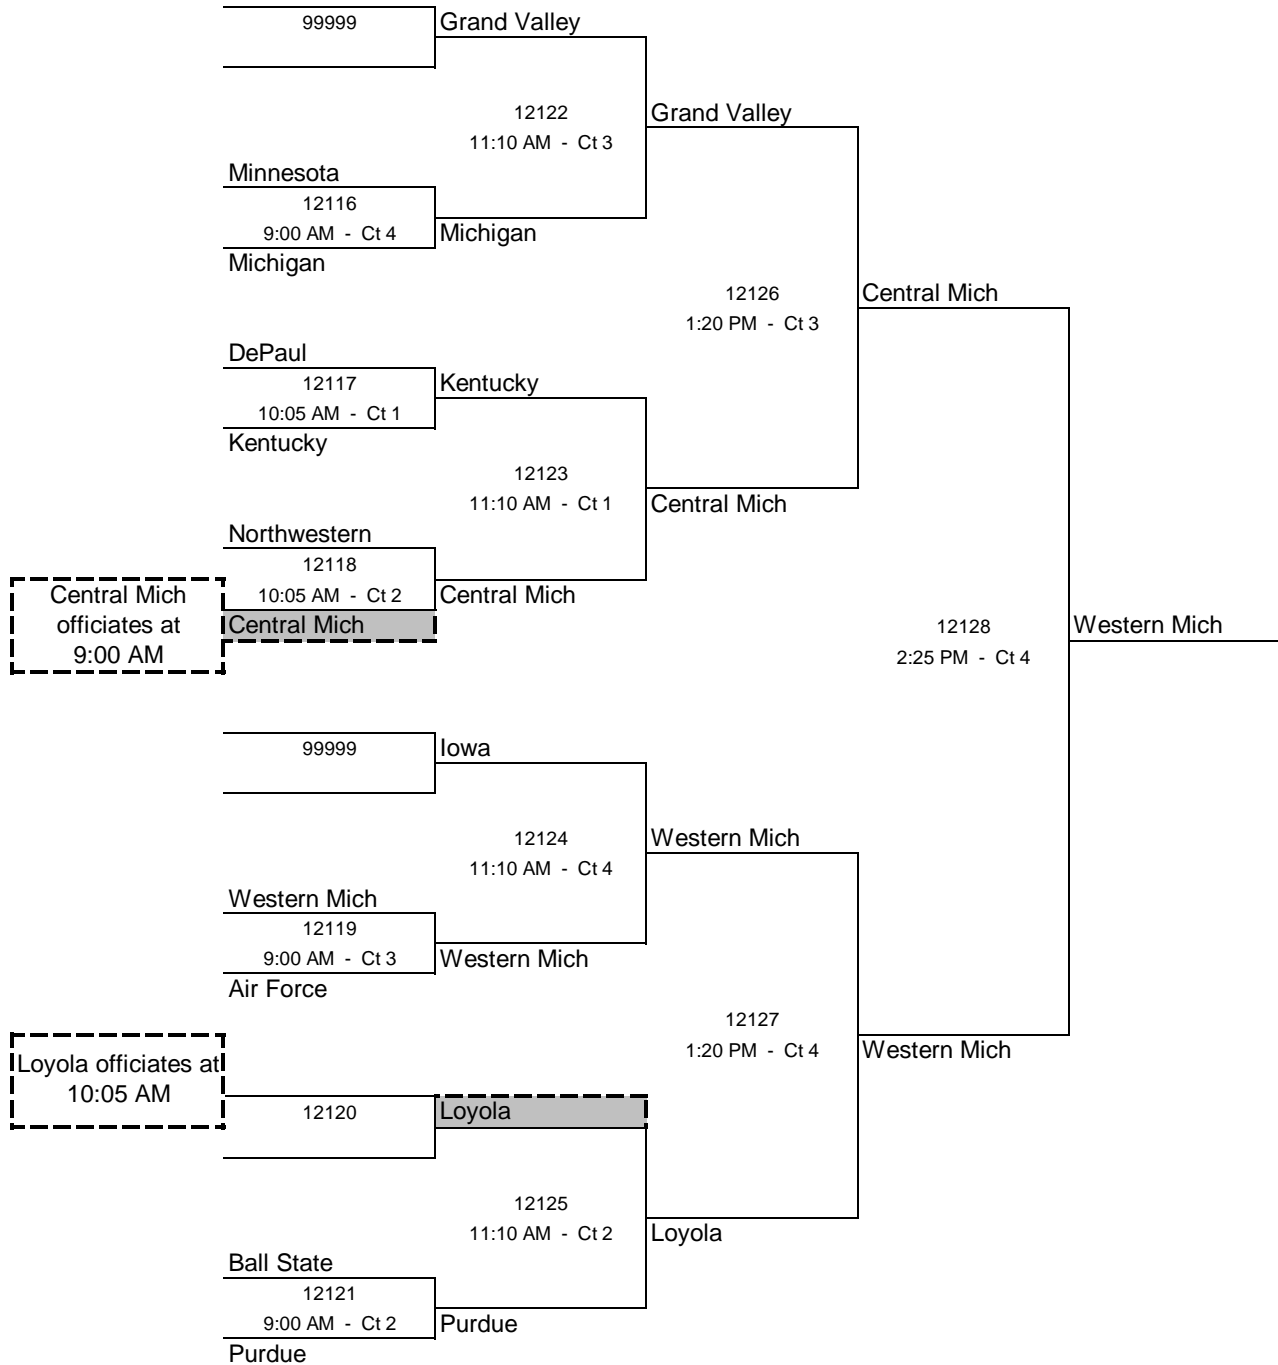 99999
Grand Valley
12122
11:10 AM - Ct 3
Grand Valley
Minnesota
12116
9:00 AM - Ct 4
Michigan
Michigan
12126
1:20 PM - Ct 3
Central Mich
DePaul
12117
10:05 AM - Ct 1
Kentucky
Kentucky
12123
11:10 AM - Ct 1
Central Mich
Northwestern
12118
10:05 AM - Ct 2
Central Mich
Central Mich
officiates at
9:00 AM
Central Mich
12128
2:25 PM - Ct 4
Western Mich
99999
Iowa
12124
11:10 AM - Ct 4
Western Mich
Western Mich
12119
9:00 AM - Ct 3
Western Mich
Air Force
12127
1:20 PM - Ct 4
Western Mich
Loyola officiates at
10:05 AM
12120
Loyola
12125
11:10 AM - Ct 2
Loyola
Ball State
12121
9:00 AM - Ct 2
Purdue
Purdue